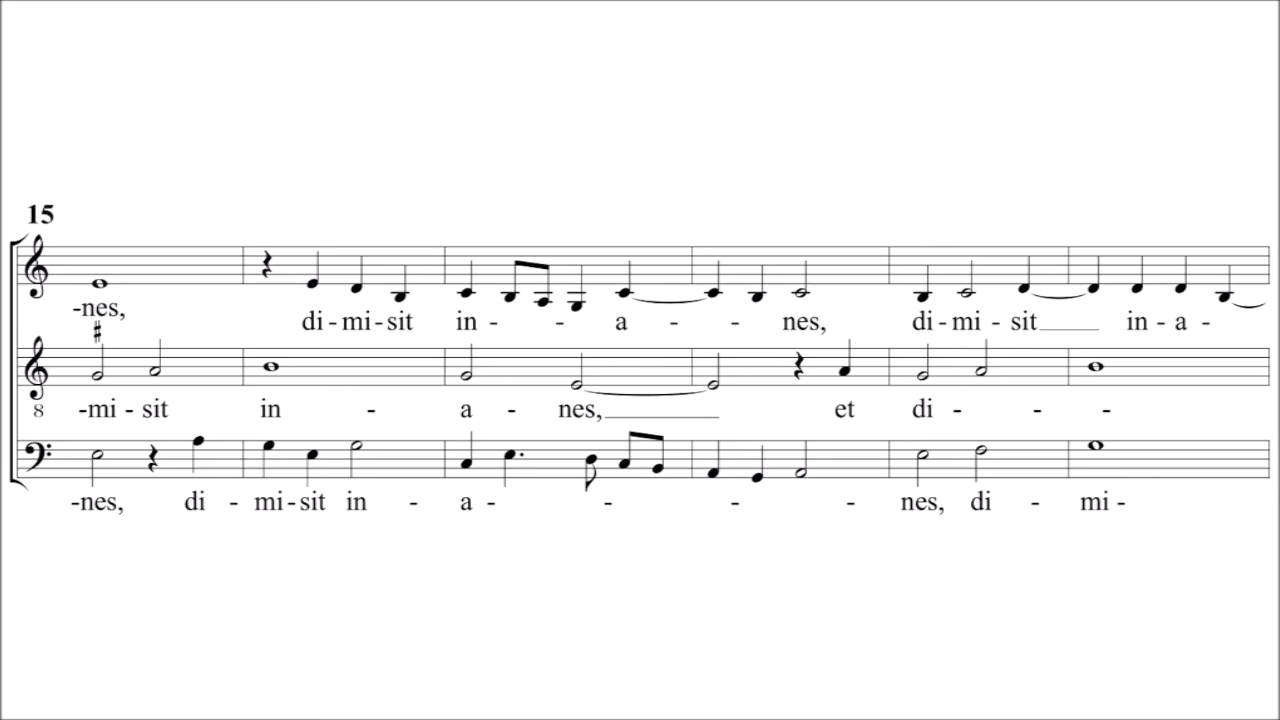 15
-nes, di - mi - sit in - - a - - nes, di - mi - sit in - a -
8 -mi - sit in - a - nes, et di - - -
-nes, di - mi - sit in - a - - - - nes, di - mi -